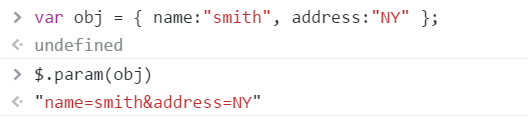 > var obj = { name:"smith", address:"NY" };
undefined
> $.param(obj)
"name=smith&address=NY"